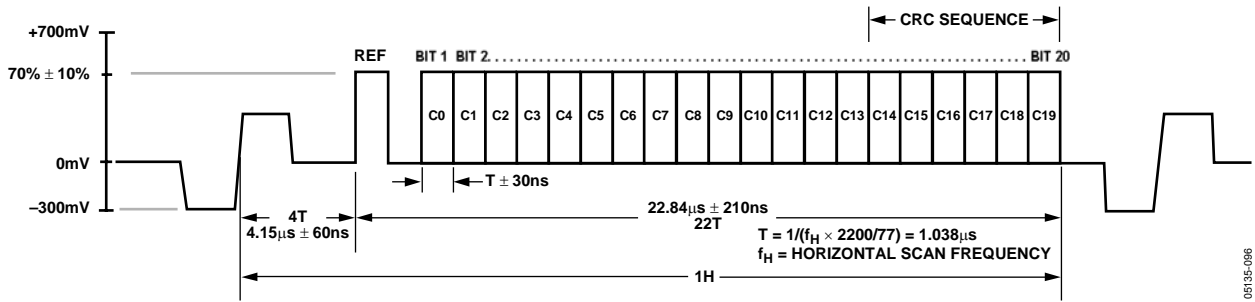 CRC SEQUENCE
+700mV
REF
BIT 1 BIT 2. . . . . . . . . . . . . . . . . . . . . . . . . . . . . . . . . . . . . . . . . . . . . . . . . . . . . . . . . . . . . . . . BIT 20
70% ± 10%
C0 C1 C2 C3 C4 C5 C6 C7 C8 C9 C10 C11 C12 C13 C14 C15 C16 C17 C18 C19
0mV
T ± 30ns
–300mV
4T
4.15µs ± 60ns
22.84µs ± 210ns
22T
T = 1/(fH × 2200/77) = 1.038µs
fH = HORIZONTAL SCAN FREQUENCY
1H
05135-096